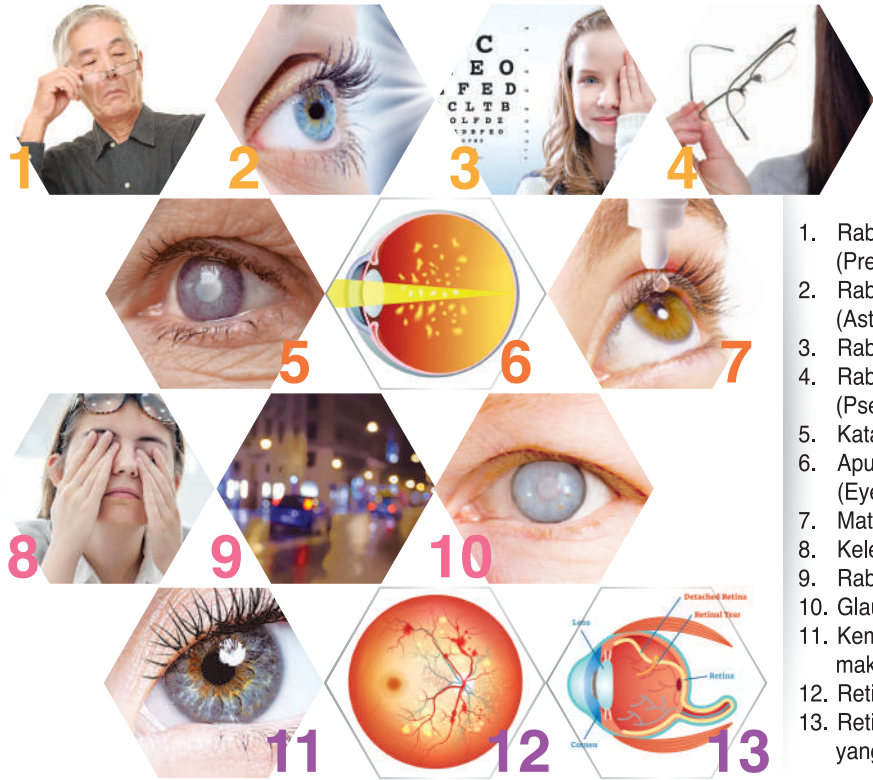 C
E O
F E D
C L T B
O L F D Z
1
2
3
4
5
6
7
8
9
10
11
12
13
Detached Retina
Retinal Tear
Lens
Retina
Cornea
1. Rab
(Pre
2. Rab
(Ast
3. Rab
4. Rab
(Pse
5. Kata
6. Apu
(Eye
7. Mat
8. Kele
9. Rab
10. Glau
11. Kem
mak
12. Reti
13. Reti
yang